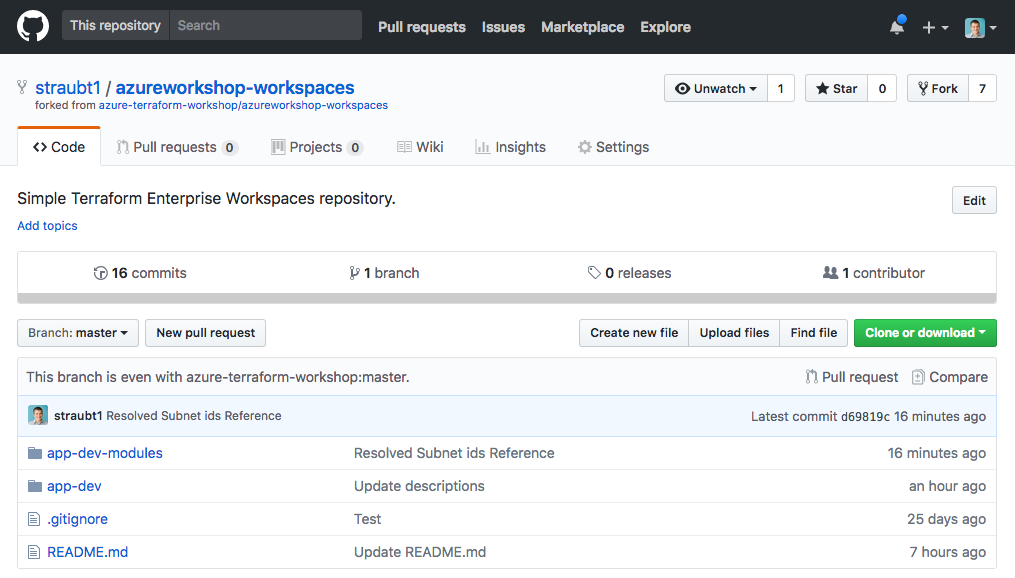 This repository Search Pull requests Issues Marketplace Explore
straubt1 / azureworkshop-workspaces Unwatch 1 Star 0 Fork 7
forked from azure-terraform-workshop/azureworkshop-workspaces
Code Pull requests 0 Projects 0 Wiki Insights Settings
Simple Terraform Enterprise Workspaces repository. Edit
Add topics
16 commits 1 branch 0 releases 1 contributor
Branch: master New pull request Create new file Upload files Find file Clone or download
This branch is even with azure-terraform-workshop:master. Pull request Compare
straubt1 Resolved Subnet ids Reference Latest commit d69819c 16 minutes ago
app-dev-modules Resolved Subnet ids Reference 16 minutes ago
app-dev Update descriptions an hour ago
.gitignore Test 25 days ago
README.md Update README.md 7 hours ago